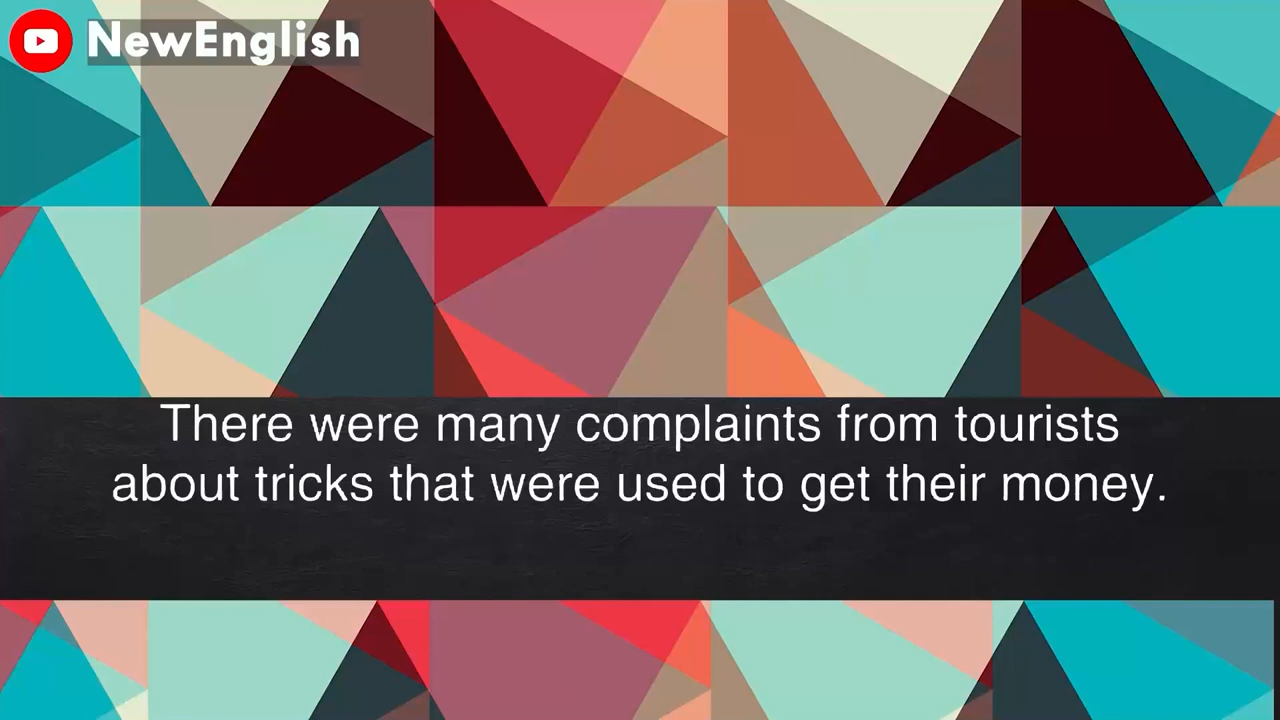 NewEnglish
There were many complaints from tourists
about tricks that were used to get their money.